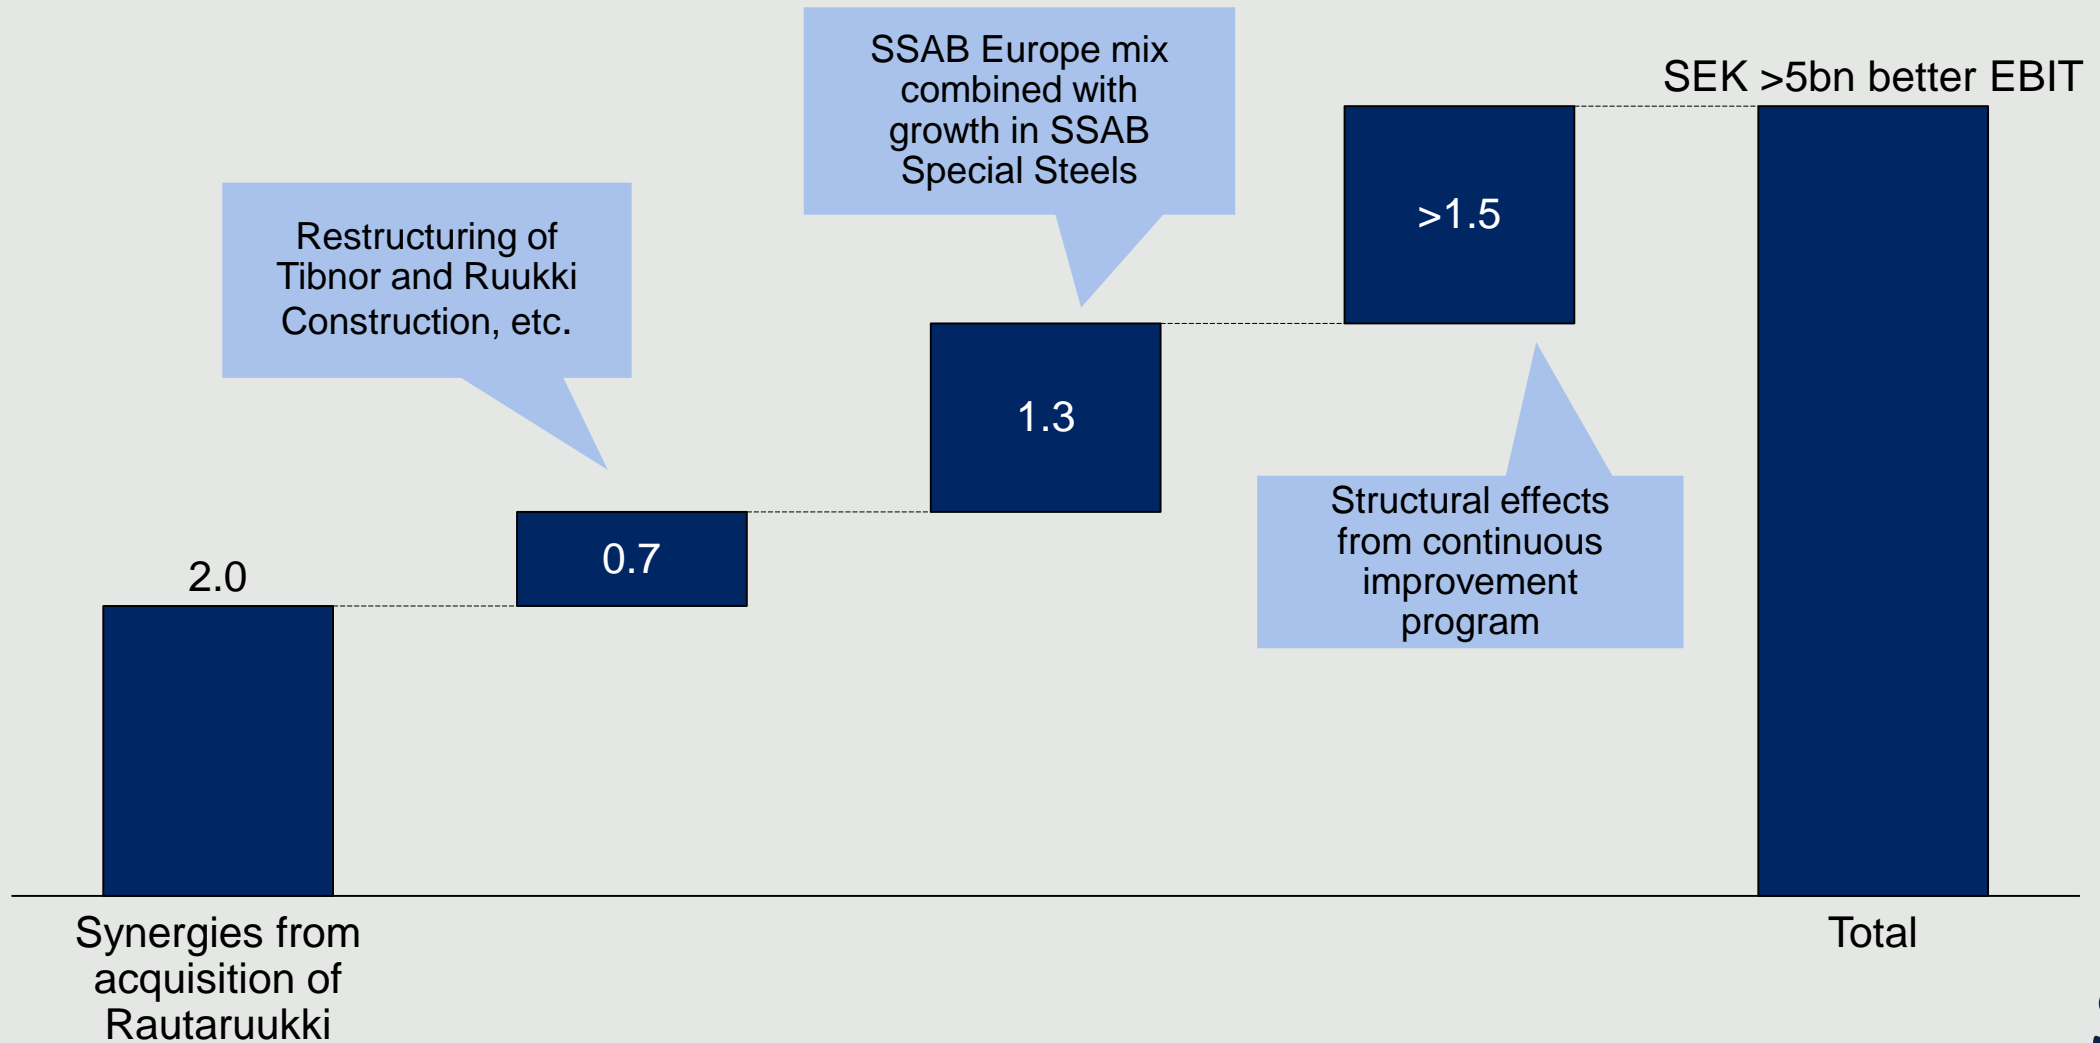 SSAB Europe mix
combined with
growth in SSAB
Special Steels
SEK >5bn better EBIT
>1.5
Restructuring of
Tibnor and Ruukki
Construction, etc.
1.3
Structural effects
from continuous
improvement
program
0.7
2.0
Synergies from
acquisition of
Rautaruukki
Total